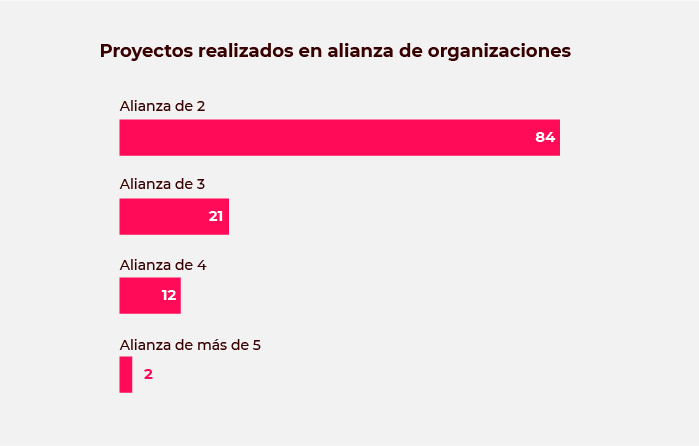 Proyectos realizados en alianza de organizaciones
Alianza de 2
84
Alianza de 3
21
Alianza de 4
12
Alianza de más de 5
2